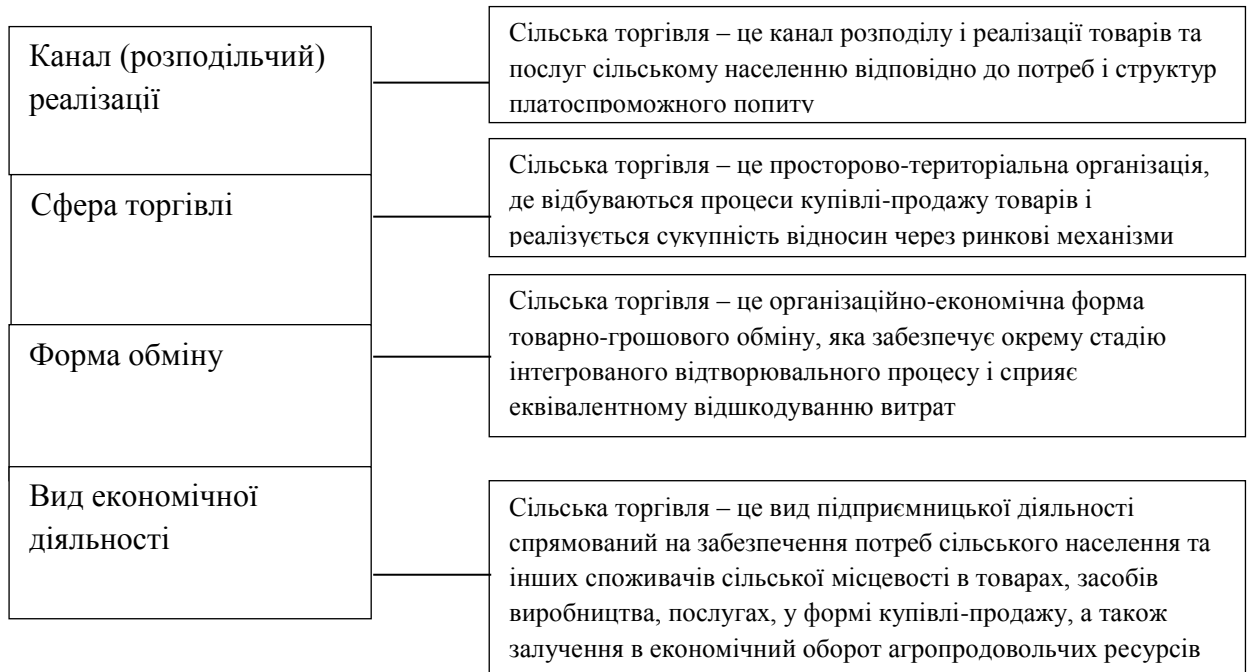 Канал (розподільчий)
реалізації
Сільська торгівля – це канал розподілу і реалізації товарів та
послуг сільському населенню відповідно до потреб і структур
платоспроможного попиту
Сфера торгівлі
Сільська торгівля – це просторово-територіальна організація,
де відбуваються процеси купівлі-продажу товарів і
реалізується сукупність відносин через ринкові механізми
Форма обміну
Сільська торгівля – це організаційно-економічна форма
товарно-грошового обміну, яка забезпечує окрему стадію
інтегрованого відтворювального процесу і сприяє
еквівалентному відшкодуванню витрат
Вид економічної
діяльності
Сільська торгівля – це вид підприємницької діяльності
спрямований на забезпечення потреб сільського населення та
інших споживачів сільської місцевості в товарах, засобів
виробництва, послугах, у формі купівлі-продажу, а також
залучення в економічний оборот агропродовольчих ресурсів